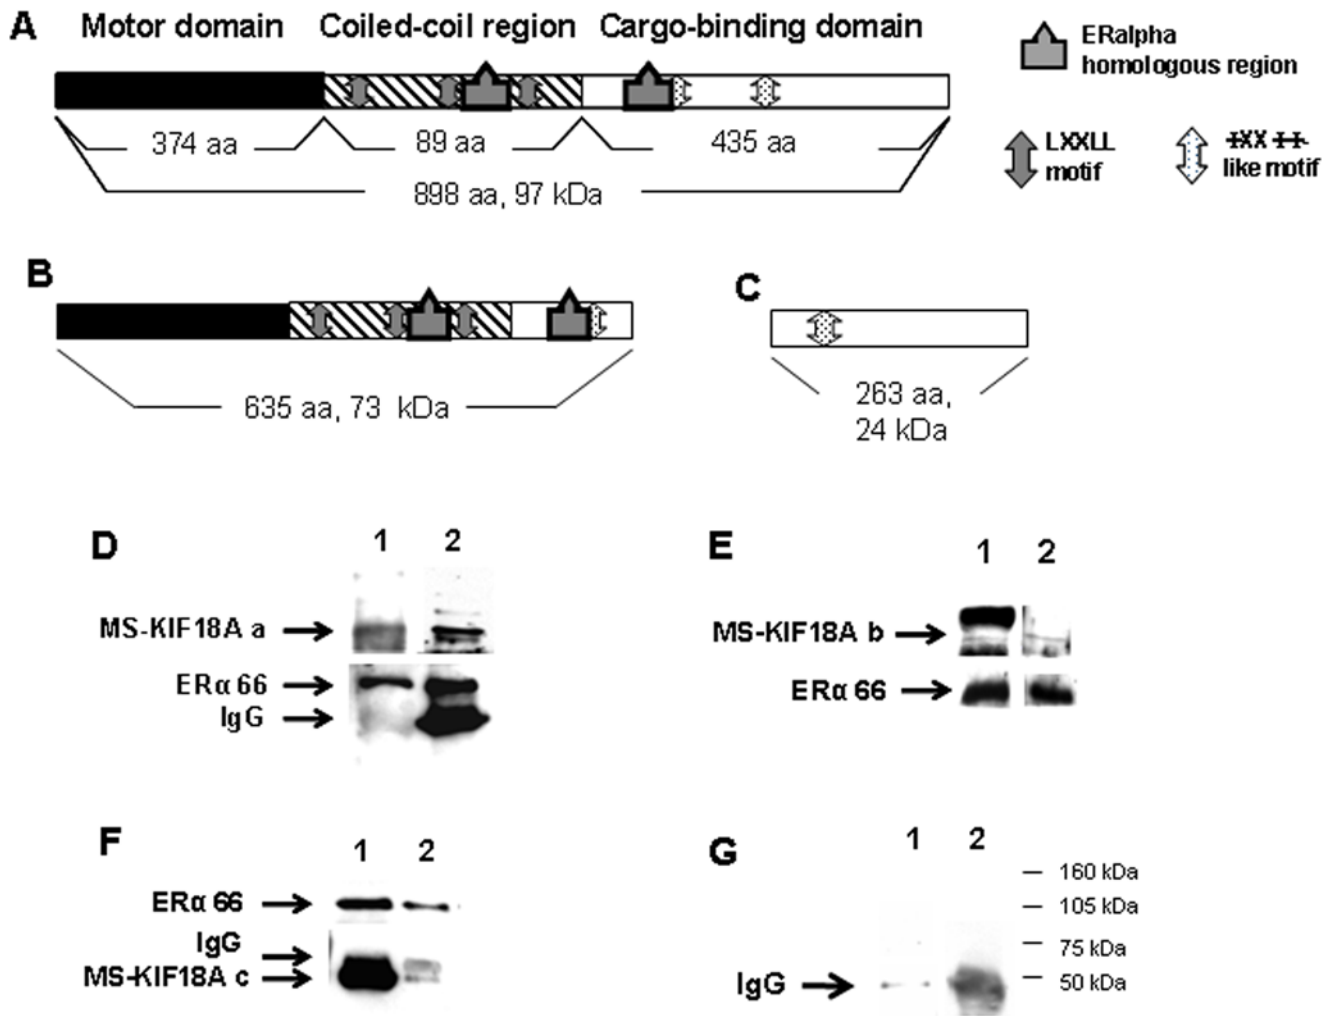 A
Motor domain
Coiled-coil region
Cargo-binding domain
ERalpha
homologous region
374 aa
89 aa
435 aa
898 aa, 97 kDa
LXXLL
motif
like motif
B
635 aa, 73 kDa
C
263 aa,
24 kDa
D
1
2
MS-KIF18A a
ERα 66
IgG
E
1
2
MS-KIF18A b
ERα 66
F
1
2
ERα 66
IgG
MS-KIF18A c
G
1
2
160 kDa
105 kDa
75 kDa
50 kDa
IgG